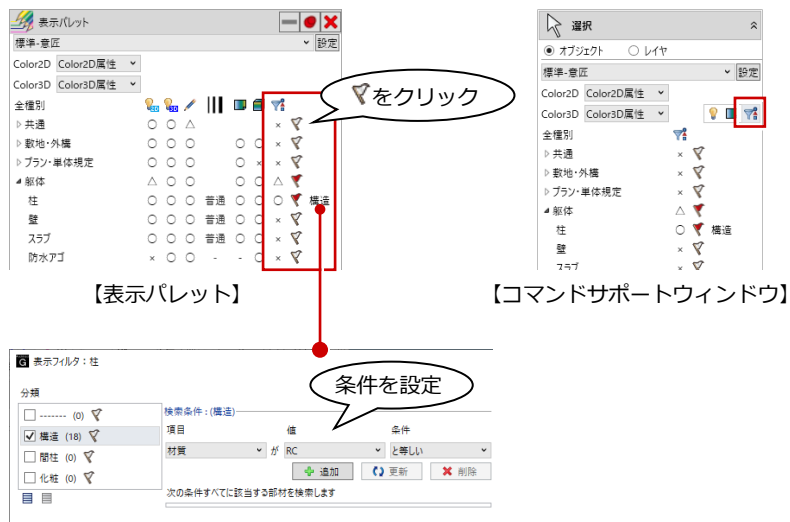 表示パレット
標準-意匠 設定
Color2D Color2D属性
Color3D Color3D属性
全種別
共通 ○ ○ △ ×
敷地・外構 ○ ○ ○ ○ ○ ×
プラン・単体規定 ○ ○ ○ ○ × ×
躯体 △ ○ ○ ○ ○ △
柱 ○ ○ ○ 普通 ○ ○ ○ 構造
壁 ○ ○ ○ 普通 ○ ○ ×
スラブ ○ ○ ○ 普通 ○ ○ ×
防水アゴ × ○ ○ - - ○ ×
をクリック
【表示パレット】
選択
オブジェクト レイヤ
標準-意匠 設定
Color2D Color2D属性
Color3D Color3D属性
全種別
共通 ×
敷地・外構 ×
プラン・単体規定 ×
躯体 △
柱 ○ 構造
壁 ×
スラブ ×
【コマンドサポートウィンドウ】
G 表示フィルタ：柱
条件を設定
分類
------- (0)
構造 (18)
間柱 (0)
化粧 (0)
検索条件：(構造)
項目 値 条件
材質 が RC と等しい
追加 更新 削除
次の条件すべてに該当する部材を検索します